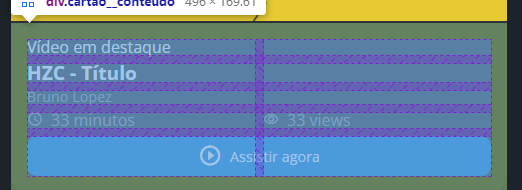 div.cartao__conteudo 496 × 169.61
Vídeo em destaque
HZC - Título
Bruno Lopez
33 minutos 33 views
Assistir agora